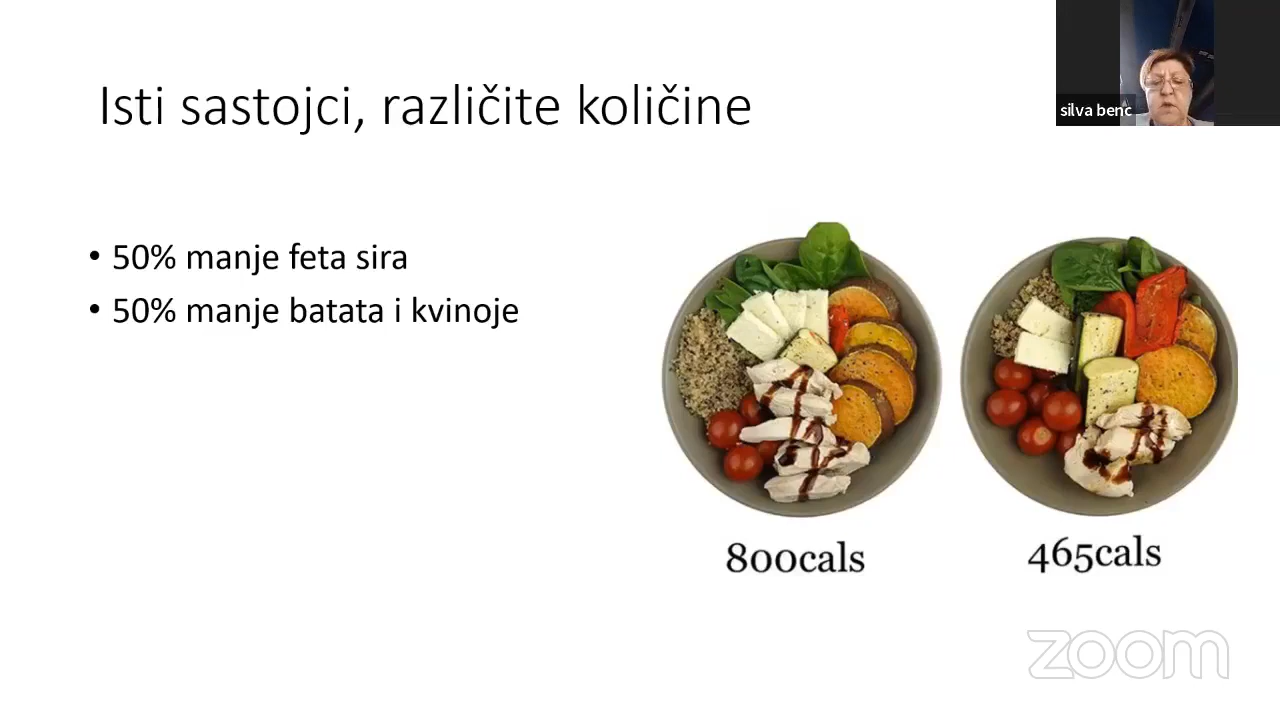 Isti sastojci, različite količine
silva benc
• 50% manje feta sira
• 50% manje batata i kvinoje
800cals
465cals
zoom